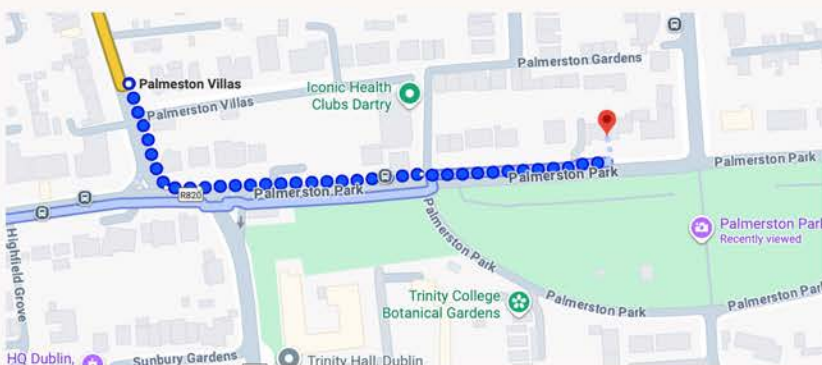 Palmeston Villas
Palmerston Villas
Iconic Health
Clubs Dartry
Palmerston Gardens
Palmerston Park
Palmerston Park
Palmerston Park
R820
Highfield Grove
Palmerston Park
Palmerston Park
Recently viewed
Trinity College
Botanical Gardens
Palmerston Park
Palmerston Park
HQ Dublin,
Sunbury Gardens
Trinity Hall, Dublin